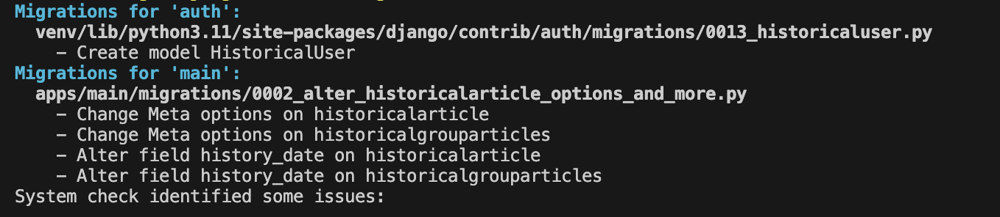 Migrations for 'auth':
venv/lib/python3.11/site-packages/django/contrib/auth/migrations/0013_historicaluser.py
- Create model HistoricalUser
Migrations for 'main':
apps/main/migrations/0002_alter_historicalarticle_options_and_more.py
- Change Meta options on historicalarticle
- Change Meta options on historicalgrouparticles
- Alter field history_date on historicalarticle
- Alter field history_date on historicalgrouparticles
System check identified some issues: